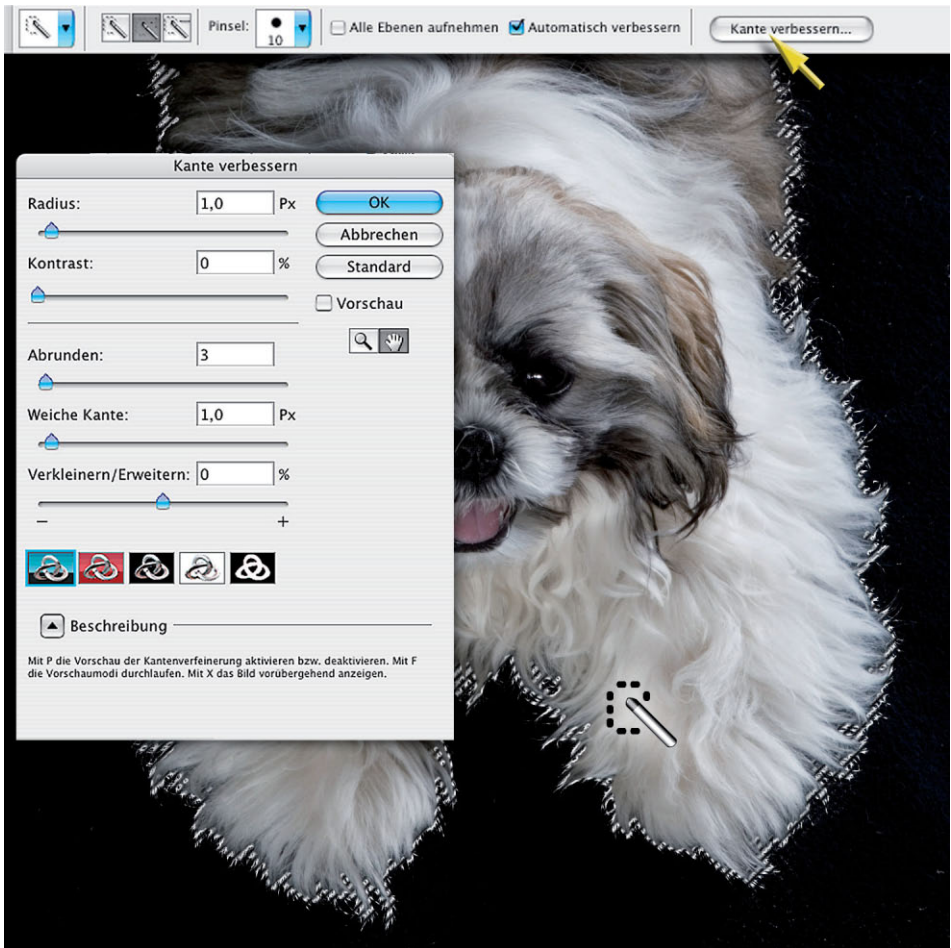 Pinsel: 10 Alle Ebenen aufnehmen Automatisch verbessern Kante verbessern...
Kante verbessern
Radius: 1,0 Px
OK
Abbrechen
Kontrast: 0 %
Standard
Vorschau
Abrunden: 3
Weiche Kante: 1,0 Px
Verkleinern/Erweitern: 0 %
− +
Beschreibung
Mit P die Vorschau der Kantenverfeinerung aktivieren bzw. deaktivieren. Mit F
die Vorschaumodi durchlaufen. Mit X das Bild vorübergehend anzeigen.